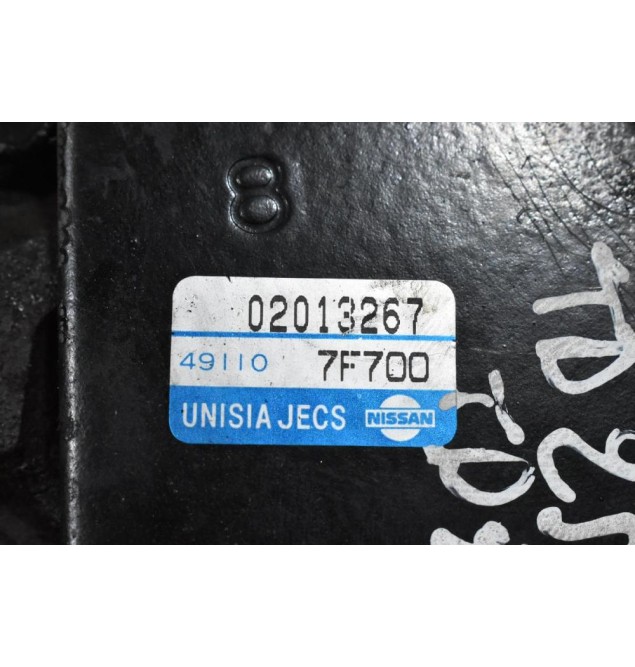 8
02013267
49110 7F700
UNISIA JECS NISSAN